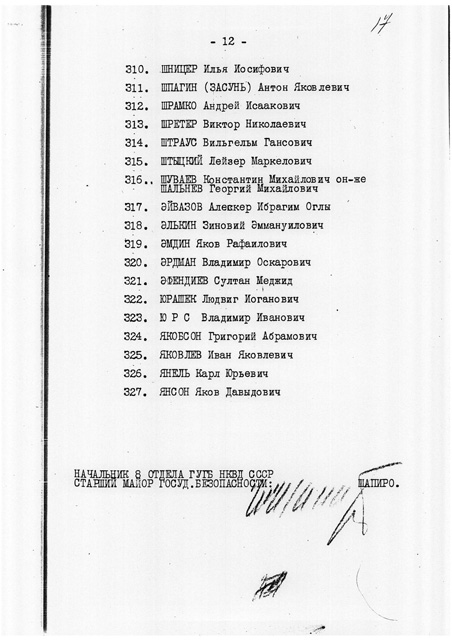 17
- 12 -
310. ШНИЦЕР Илья Иосифович
311. ШПАГИН (ЗАСУНЬ) Антон Яковлевич
312. ШРАМКО Андрей Исаакович
313. ШРЕТЕР Виктор Николаевич
314. ШТРАУС Вильгельм Гансович
315. ШТЫЦКИЙ Лейзер Маркелович
316.. ШУВАЕВ Константин Михайлович он-же
ШАЛЬНЕВ Георгий Михайлович
317. ЭЙВАЗОВ Алескер Ибрагим Оглы
318. ЭЛЬКИН Зиновий Эммануилович
319. ЭМДИН Яков Рафаилович
320. ЭРДМАН Владимир Оскарович
321. ЭФЕНДИЕВ Султан Меджид
322. ЮРАШЕК Людвиг Иоганович
323. Ю Р С Владимир Иванович
324. ЯКОБСОН Григорий Абрамович
325. ЯКОВЛЕВ Иван Яковлевич
326. ЯНЕЛЬ Карл Юрьевич
327. ЯНСОН Яков Давыдович
НАЧАЛЬНИК 8 ОТДЕЛА ГУГБ НКВД СССР
СТАРШИЙ МАЙОР ГОСУД.БЕЗОПАСНОСТИ: ШАПИРО.